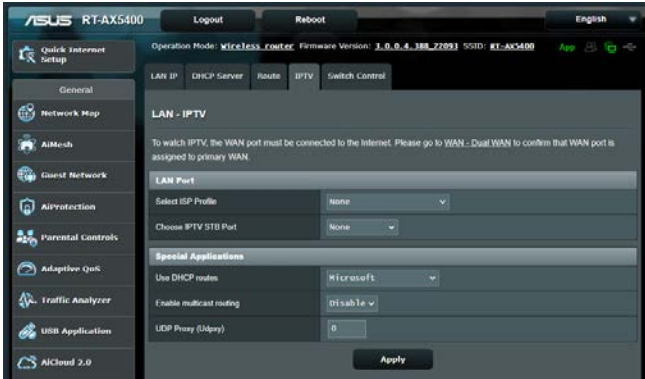 ASUS RT-AX5400 Logout Reboot English
Quick Internet Setup
Operation Mode: Wireless router Firmware Version: 3.0.0.4.388_22093 SSID: RT-AX5400 App
General
Network Map
AiMesh
Guest Network
AiProtection
Parental Controls
Adaptive QoS
Traffic Analyzer
USB Application
AiCloud 2.0
LAN IP DHCP Server Route IPTV Switch Control
LAN - IPTV
To watch IPTV, the WAN port must be connected to the Internet. Please go to WAN - Dual WAN to confirm that WAN port is
assigned to primary WAN.
LAN Port
Select ISP Profile None
Choose IPTV STB Port None
Special Applications
Use DHCP routes Microsoft
Enable multicast routing Disable
UDP Proxy (Udpxy) 0
Apply